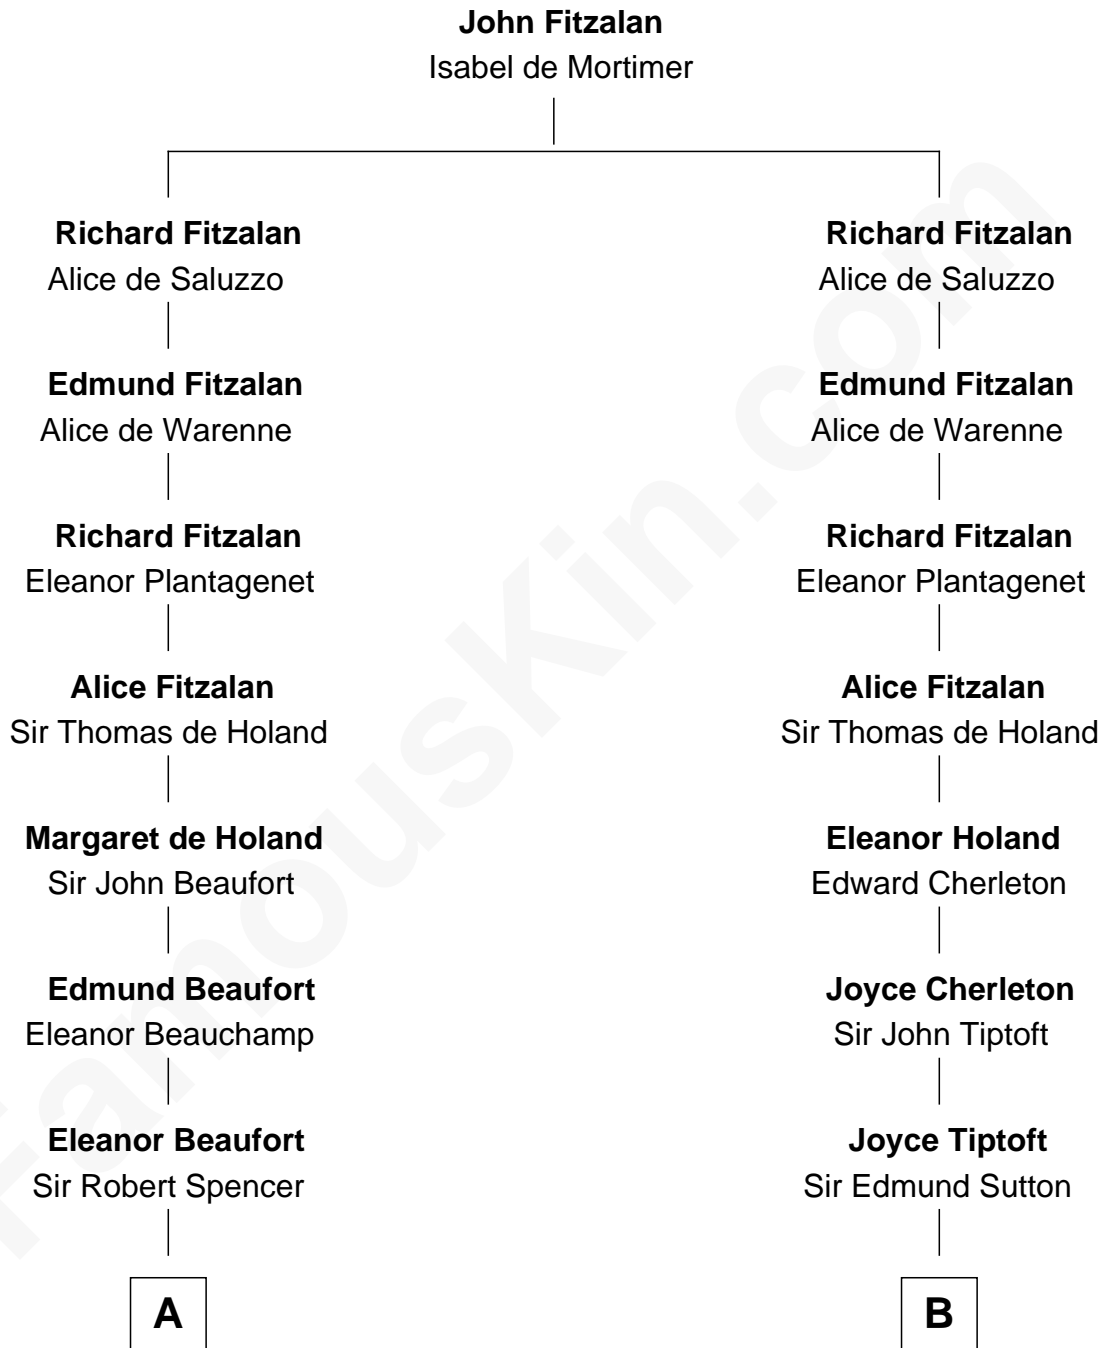 John Fitzalan
Isabel de Mortimer
Richard Fitzalan
Alice de Saluzzo
Edmund Fitzalan
Alice de Warenne
Richard Fitzalan
Eleanor Plantagenet
Alice Fitzalan
Sir Thomas de Holand
Margaret de Holand
Sir John Beaufort
Edmund Beaufort
Eleanor Beauchamp
Eleanor Beaufort
Sir Robert Spencer
A
Richard Fitzalan
Alice de Saluzzo
Edmund Fitzalan
Alice de Warenne
Richard Fitzalan
Eleanor Plantagenet
Alice Fitzalan
Sir Thomas de Holand
Eleanor Holand
Edward Cherleton
Joyce Cherleton
Sir John Tiptoft
Joyce Tiptoft
Sir Edmund Sutton
B
FamousKin.com